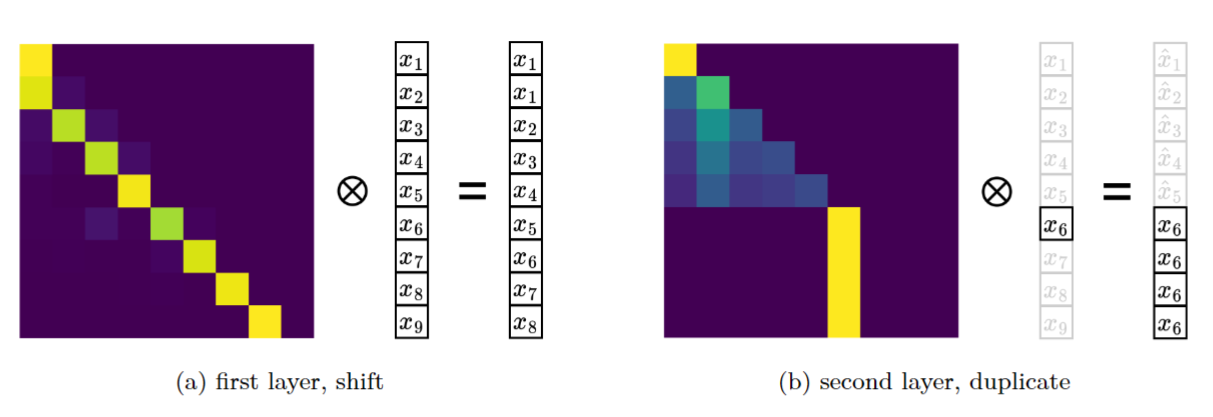 x₁ x₁ x₁ x̂₁
x₂ x₁ x₂ x̂₂
x₃ x₂ x₃ x̂₃
x₄ x₃ x₄ x̂₄
x₅ ⊗ = x₄ x₅ ⊗ = x̂₅
x₆ x₅ x₆ x₆
x₇ x₆ x₇ x₆
x₈ x₇ x₈ x₆
x₉ x₈ x₉ x₆
(a) first layer, shift
(b) second layer, duplicate